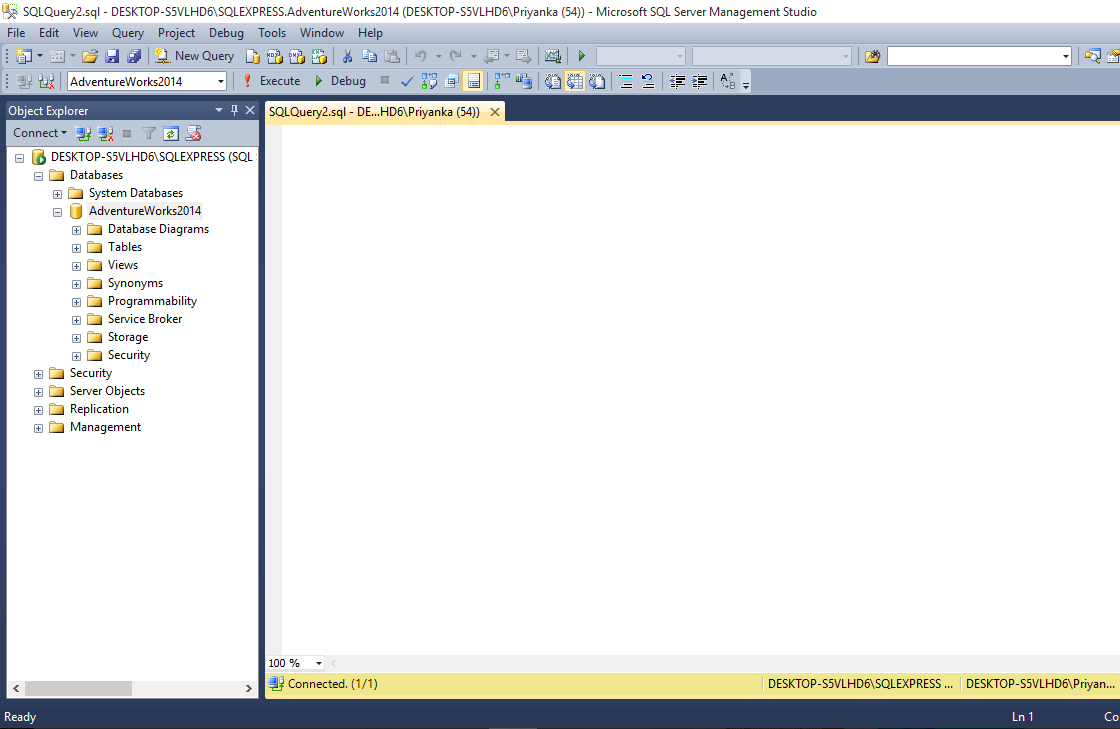 SQLQuery2.sql - DESKTOP-S5VLHD6\SQLEXPRESS.AdventureWorks2014 (DESKTOP-S5VLHD6\Priyanka (54)) - Microsoft SQL Server Management Studio
File Edit View Query Project Debug Tools Window Help
New Query
AdventureWorks2014 Execute Debug
Object Explorer
SQLQuery2.sql - DE...HD6\Priyanka (54))
Connect
DESKTOP-S5VLHD6\SQLEXPRESS (SQL
Databases
System Databases
AdventureWorks2014
Database Diagrams
Tables
Views
Synonyms
Programmability
Service Broker
Storage
Security
Security
Server Objects
Replication
Management
100 %
Connected. (1/1) DESKTOP-S5VLHD6\SQLEXPRESS ... DESKTOP-S5VLHD6\Priyan...
Ready Ln 1 Co